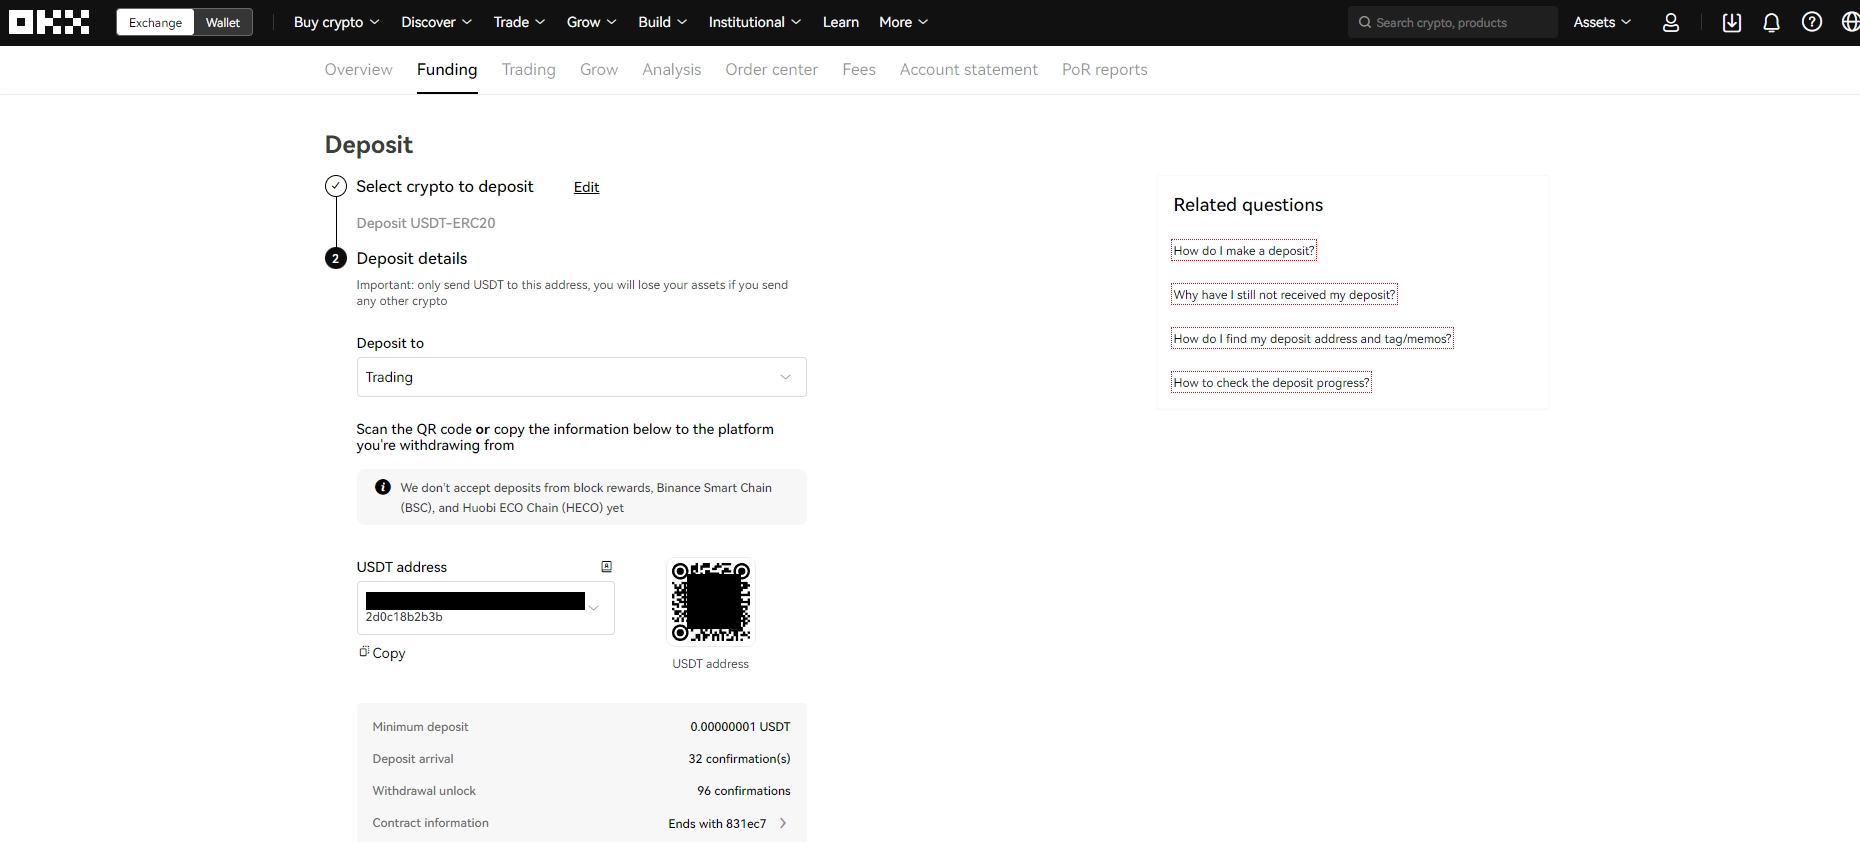 OKX
Exchange Wallet Buy crypto Discover Trade Grow Build Institutional Learn More Search crypto, products Assets
Overview Funding Trading Grow Analysis Order center Fees Account statement PoR reports
Deposit
Select crypto to deposit Edit
Deposit USDT-ERC20
2 Deposit details
Important: only send USDT to this address, you will lose your assets if you send
any other crypto
Deposit to
Trading
Scan the QR code or copy the information below to the platform
you're withdrawing from
We don't accept deposits from block rewards, Binance Smart Chain
(BSC), and Huobi ECO Chain (HECO) yet
USDT address
2d0c18b2b3b
Copy
USDT address
Minimum deposit 0.00000001 USDT
Deposit arrival 32 confirmation(s)
Withdrawal unlock 96 confirmations
Contract information Ends with 831ec7
Related questions
How do I make a deposit?
Why have I still not received my deposit?
How do I find my deposit address and tag/memos?
How to check the deposit progress?